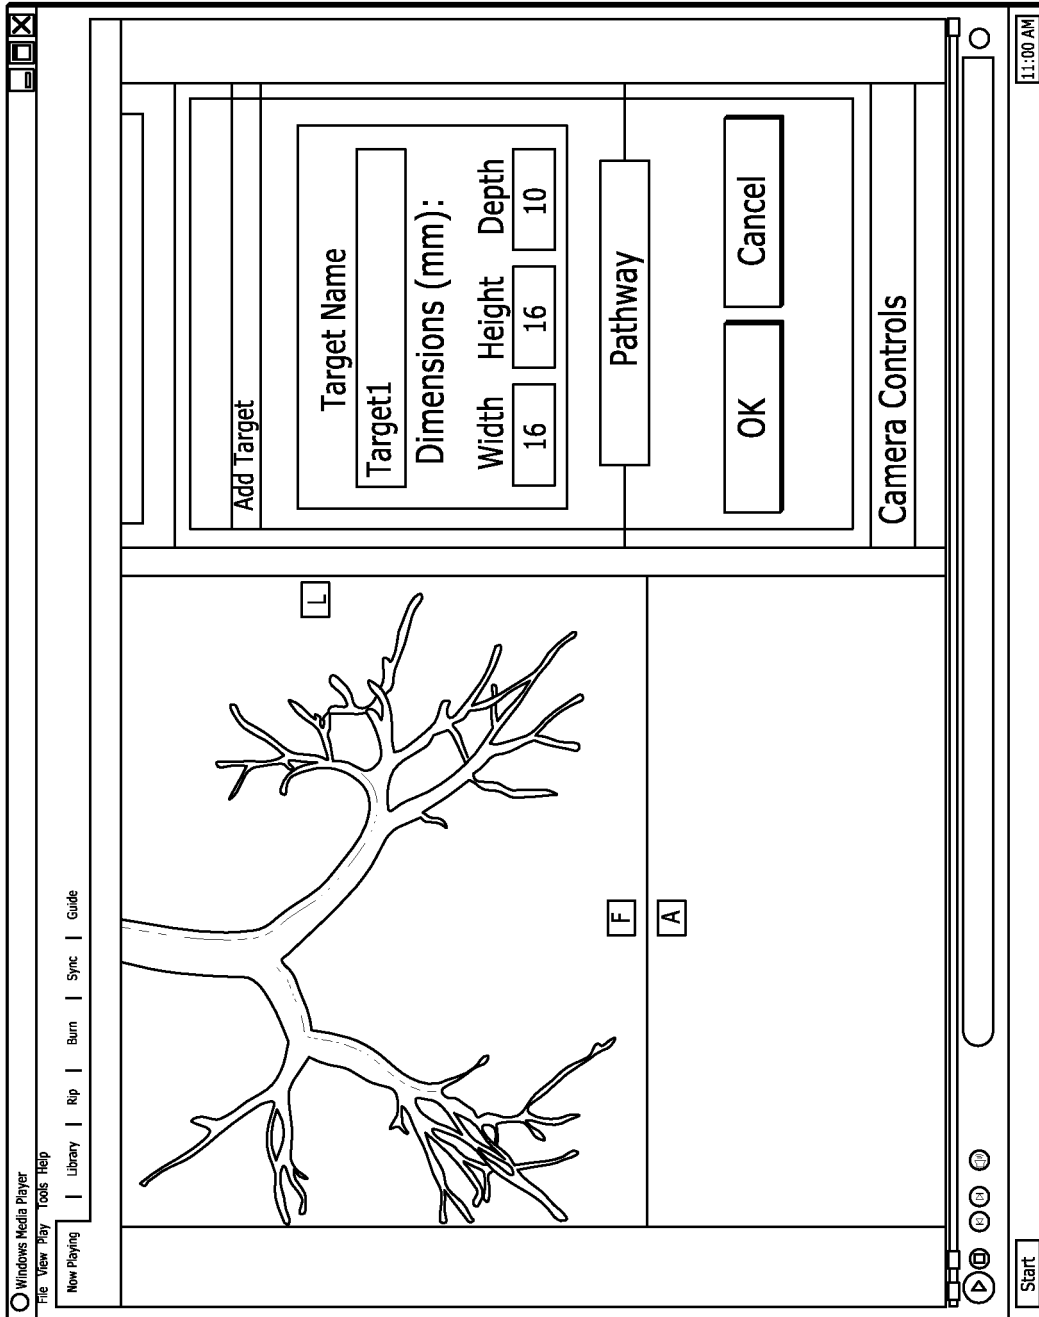 Windows Media Player
File View Play Tools Help
Now Playing | Library | Rip | Burn | Sync | Guide
Add Target
Target Name
Target1
Dimensions (mm):
Width Height Depth
16 16 10
L
Pathway
F
A
OK Cancel
Camera Controls
Start 11:00 AM